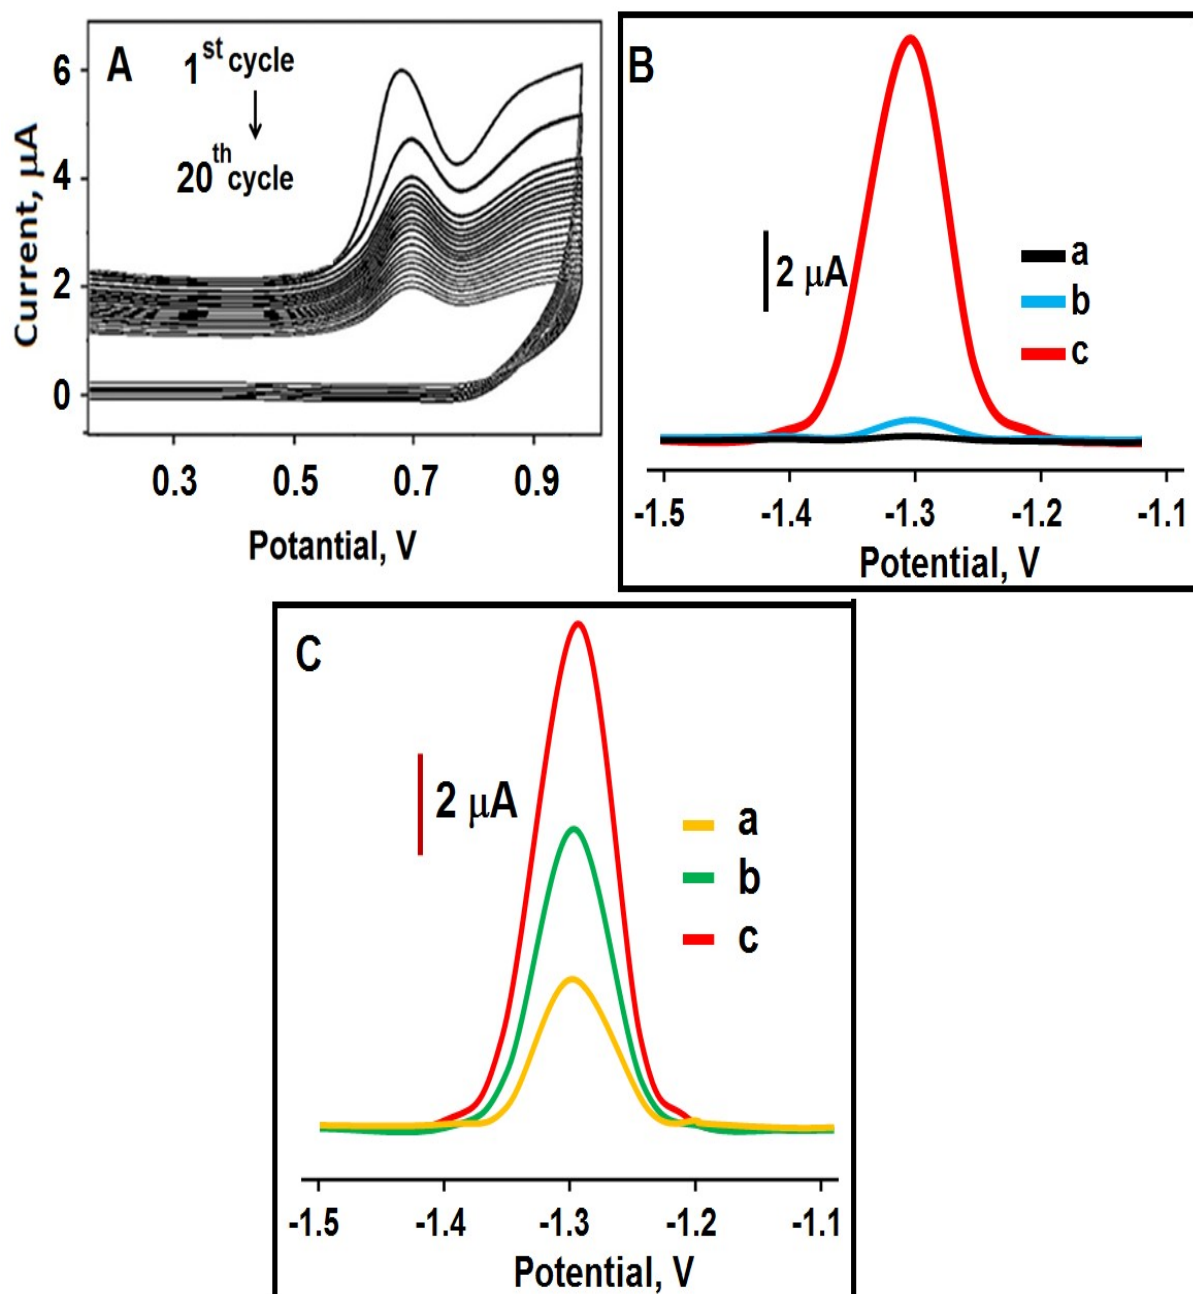 A
1st cycle
20th cycle
6
4
2
0
Current, µA
0.3 0.5 0.7 0.9
Potantial, V
B
2 µA
a
b
c
-1.5 -1.4 -1.3 -1.2 -1.1
Potential, V
C
2 µA
a
b
c
-1.5 -1.4 -1.3 -1.2 -1.1
Potential, V